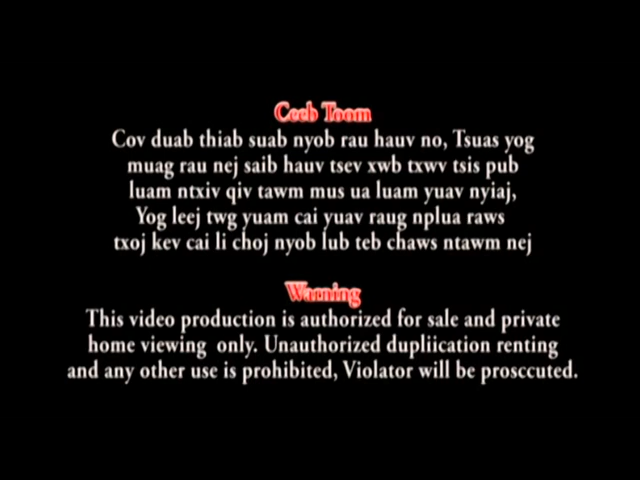 Ceeb Toom
Cov duab thiab suab nyob rau hauv no, Tsuas yog
muag rau nej saib hauv tsev xwb txwv tsis pub
luam ntxiv qiv tawm mus ua luam yuav nyiaj,
Yog leej twg yuam cai yuav raug nplua raws
txoj kev cai li choj nyob lub teb chaws ntawm nej
Warning
This video production is authorized for sale and private
home viewing only. Unauthorized dupliication renting
and any other use is prohibited, Violator will be prosccuted.